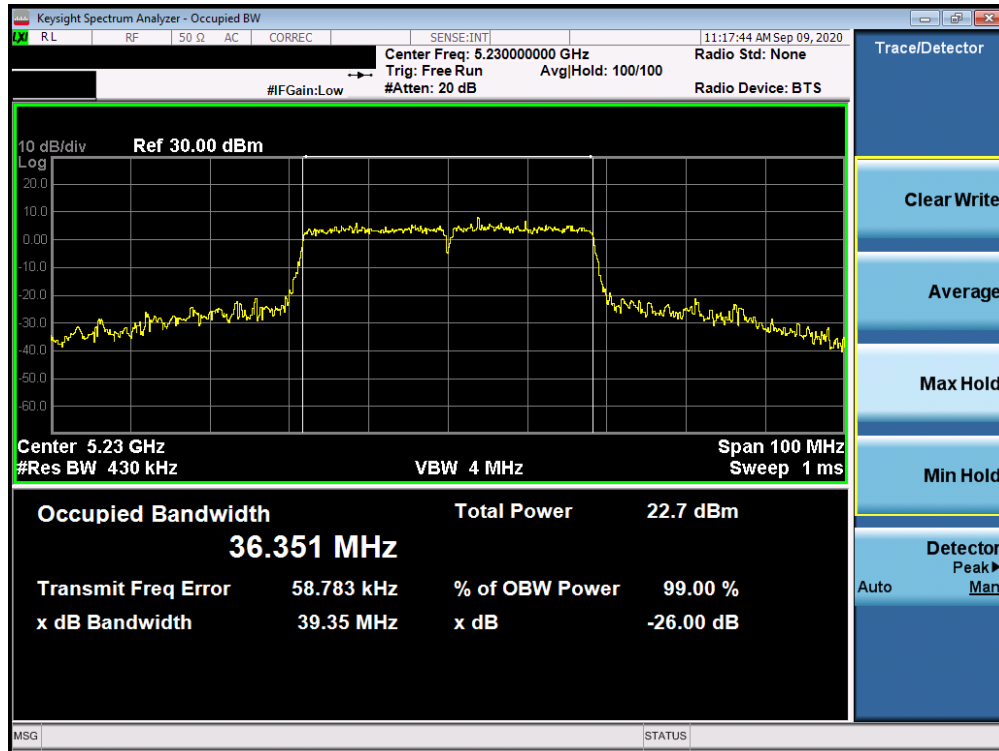 Keysight Spectrum Analyzer - Occupied BW
LXI RL RF 50 Ω AC CORREC SENSE:INT 11:17:44 AM Sep 09, 2020
Center Freq: 5.230000000 GHz Radio Std: None
Trig: Free Run Avg|Hold: 100/100
#IFGain:Low #Atten: 20 dB Radio Device: BTS
10 dB/div Ref 30.00 dBm
Log
20.0
10.0
0.00
-10.0
-20.0
-30.0
-40.0
-50.0
-60.0
Center 5.23 GHz Span 100 MHz
#Res BW 430 kHz VBW 4 MHz Sweep 1 ms
Occupied Bandwidth Total Power 22.7 dBm
36.351 MHz
Transmit Freq Error 58.783 kHz % of OBW Power 99.00 %
x dB Bandwidth 39.35 MHz x dB -26.00 dB
MSG STATUS
Trace/Detector
Clear Write
Average
Max Hold
Min Hold
Detector
Peak▶
Auto Man